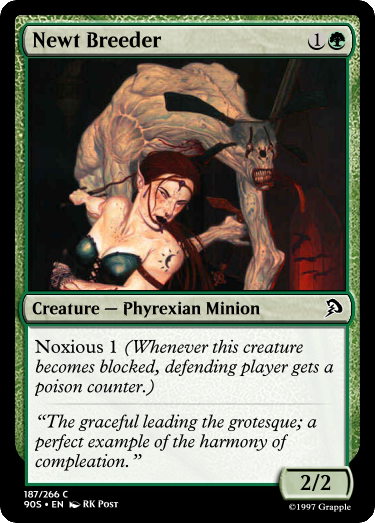 Newt Breeder 1
Creature — Phyrexian Minion
Noxious 1 (Whenever this creature
becomes blocked, defending player gets a
poison counter.)
“The graceful leading the grotesque; a
perfect example of the harmony of
compleation.”
2/2
187/266 C
90S • EN RK Post
©1997 Grapple